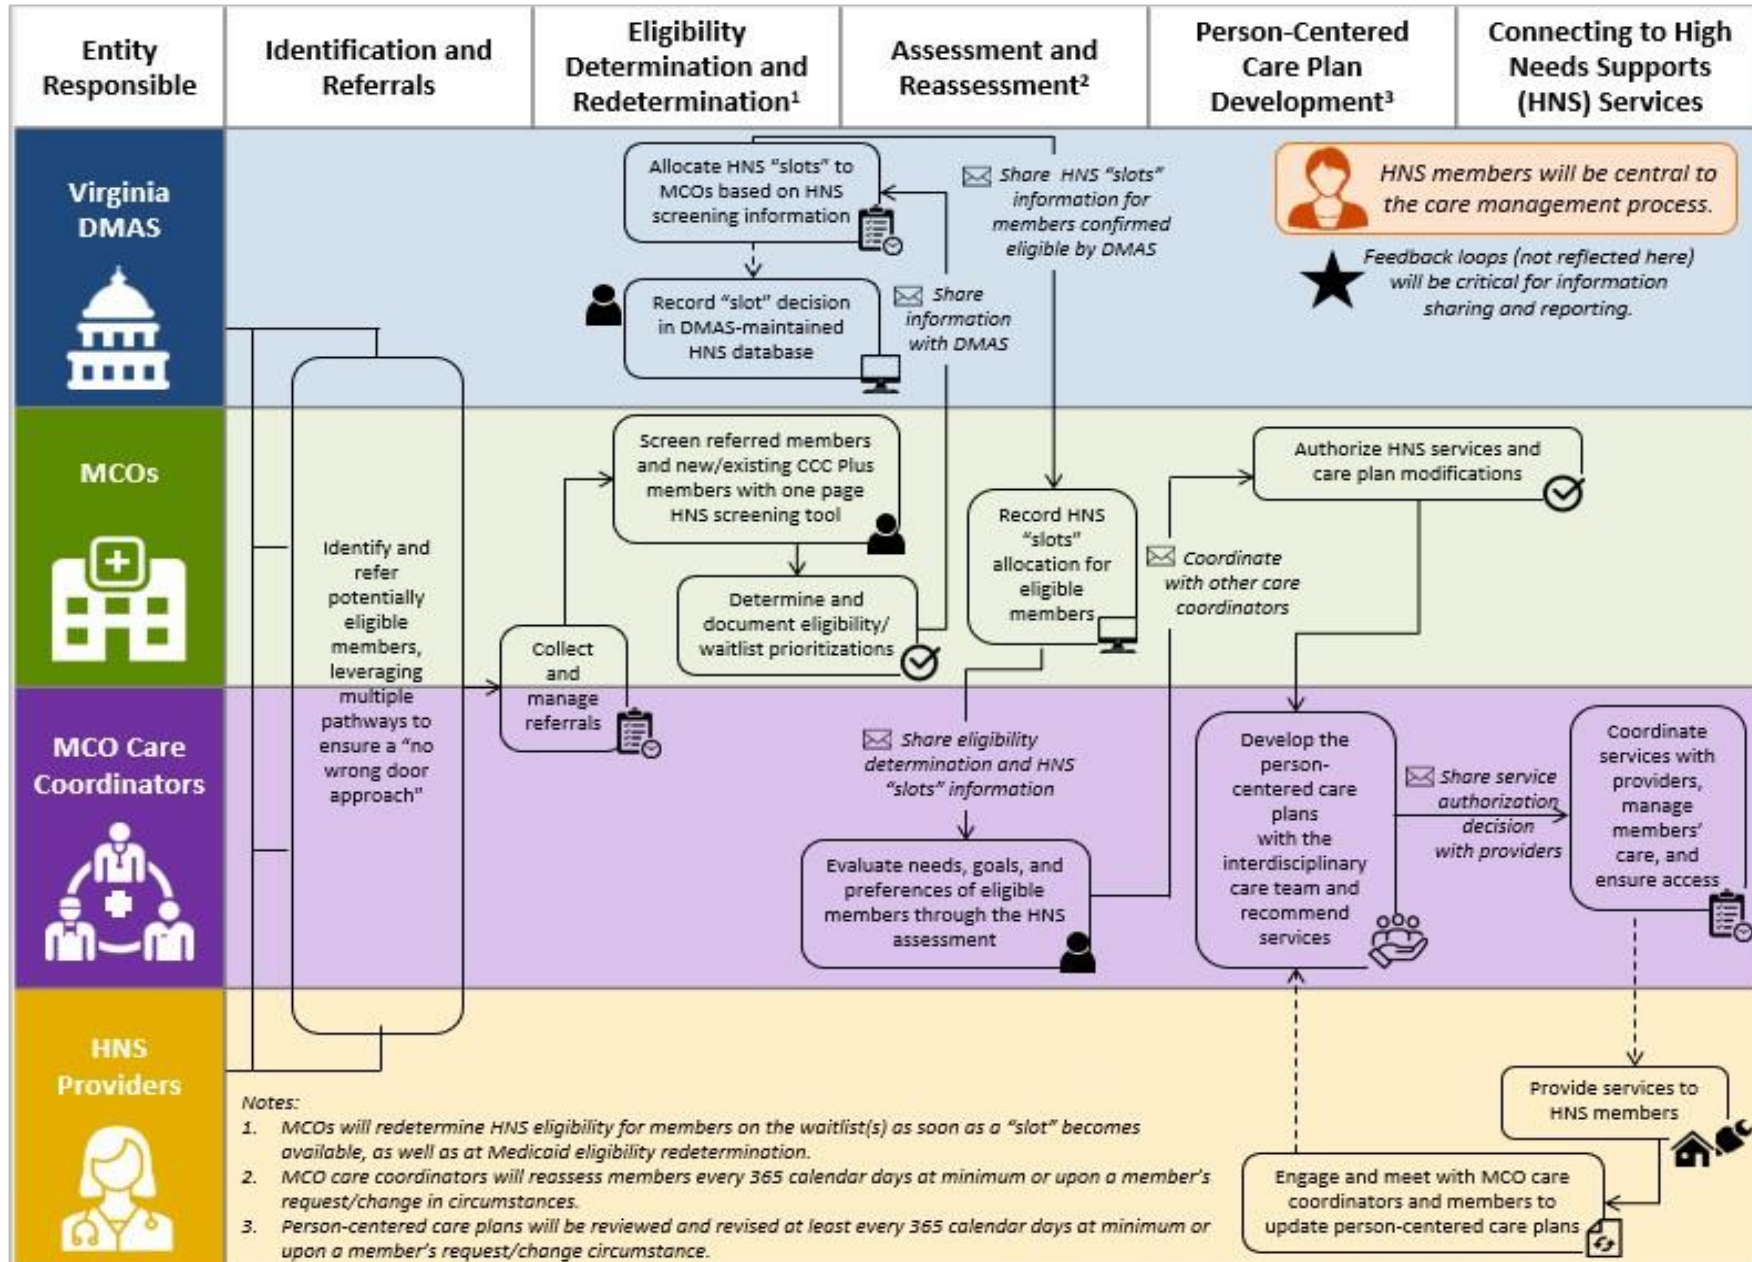 Entity
Responsible
Identification and
Referrals
Eligibility
Determination and
Redetermination¹
Assessment and
Reassessment²
Person-Centered
Care Plan
Development³
Connecting to High
Needs Supports
(HNS) Services
Virginia
DMAS
Allocate HNS “slots” to
MCOs based on HNS
screening information
Record “slot” decision
in DMAS-maintained
HNS database
Share
information
with DMAS
Share HNS “slots”
information for
members confirmed
eligible by DMAS
HNS members will be central to
the care management process.
Feedback loops (not reflected here)
will be critical for information
sharing and reporting.
MCOs
Identify and
refer
potentially
eligible
members,
leveraging
multiple
pathways to
ensure a “no
wrong door
approach”
Collect
and
manage
referrals
Screen referred members
and new/existing CCC Plus
members with one page
HNS screening tool
Determine and
document eligibility/
waitlist prioritizations
Record HNS
“slots”
allocation for
eligible
members
Coordinate
with other care
coordinators
Authorize HNS services and
care plan modifications
MCO Care
Coordinators
Share eligibility
determination and HNS
“slots” information
Evaluate needs, goals, and
preferences of eligible
members through the HNS
assessment
Develop the
person-
centered care
plans
with the
interdisciplinary
care team and
recommend
services
Share service
authorization
decision
with providers
Coordinate
services with
providers,
manage
members’
care, and
ensure access
HNS
Providers
Provide services to
HNS members
Engage and meet with MCO care
coordinators and members to
update person-centered care plans
Notes:
1. MCOs will redetermine HNS eligibility for members on the waitlist(s) as soon as a “slot” becomes
available, as well as at Medicaid eligibility redetermination.
2. MCO care coordinators will reassess members every 365 calendar days at minimum or upon a member’s
request/change in circumstances.
3. Person-centered care plans will be reviewed and revised at least every 365 calendar days at minimum or
upon a member’s request/change circumstance.